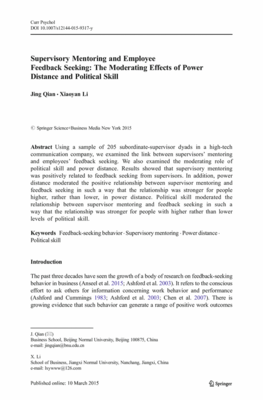 Curr Psychol
DOI 10.1007/s12144-015-9317-y
Supervisory Mentoring and Employee
Feedback Seeking: The Moderating Effects of Power
Distance and Political Skill
Jing Qian · Xiaoyan Li
© Springer Science+Business Media New York 2015
Abstract Using a sample of 205 subordinate-supervisor dyads in a high-tech
communication company, we examined the link between supervisors' mentoring
and employees' feedback seeking. We also examined the moderating role of
political skill and power distance. Results showed that supervisory mentoring
was positively related to feedback seeking from supervisors. In addition, power
distance moderated the positive relationship between supervisor mentoring and
feedback seeking in such a way that the relationship was stronger for people
higher, rather than lower, in power distance. Political skill moderated the
relationship between supervisor mentoring and feedback seeking in such a
way that the relationship was stronger for people with higher rather than lower
levels of political skill.
Keywords Feedback-seeking behavior · Supervisory mentoring · Power distance ·
Political skill
Introduction
The past three decades have seen the growth of a body of research on feedback-seeking
behavior in business (Anseel et al. 2015; Ashford et al. 2003). It refers to the conscious
effort to ask others for information concerning work behavior and performance
(Ashford and Cummings 1983; Ashford et al. 2003; Chen et al. 2007). There is
growing evidence that such behavior can generate a range of positive work outcomes
J. Qian
Business School, Beijing Normal University, Beijing 100875, China
e-mail: jingqian@bnu.edu.cn
X. Li
School of Business, Jiangxi Normal University, Nanchang, Jiangxi, China
e-mail: lxywww@126.com
Published online: 10 March 2015
Springer